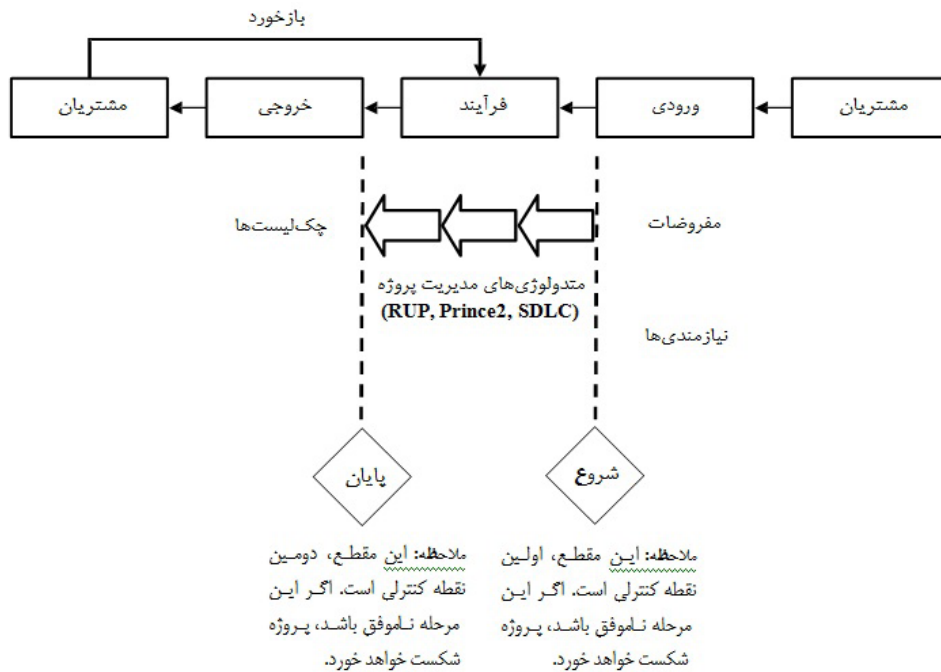 بازخورد
مشتریان
ورودی
فرآیند
خروجی
مشتریان
مفروضات
چک‌لیست‌ها
متدولوژی‌های مدیریت پروژه
(RUP, Prince2, SDLC)
نیازمندی‌ها
شروع
پایان
ملاحظه: این مقطع، اولین
نقطه کنترلی است. اگر این
مرحله ناموفق باشد، پروژه
شکست خواهد خورد.
ملاحظه: این مقطع، دومین
نقطه کنترلی است. اگر این
مرحله ناموفق باشد، پروژه
شکست خواهد خورد.